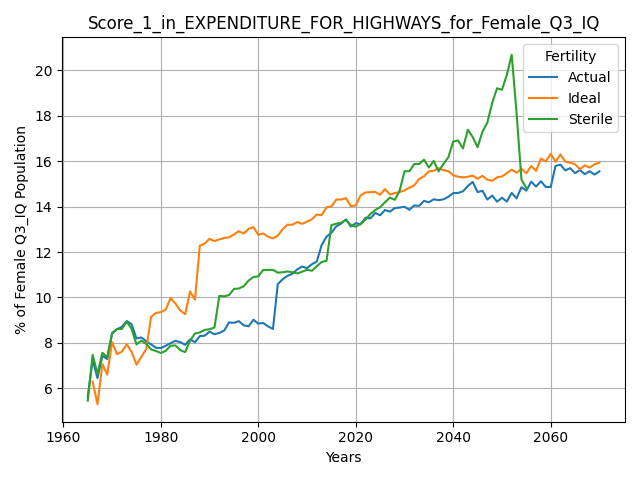 Score_1_in_EXPENDITURE_FOR_HIGHWAYS_for_Female_Q3_IQ
Fertility
Actual
Ideal
Sterile
% of Female Q3_IQ Population
20
18
16
14
12
10
8
6
1960
1980
2000
2020
2040
2060
Years